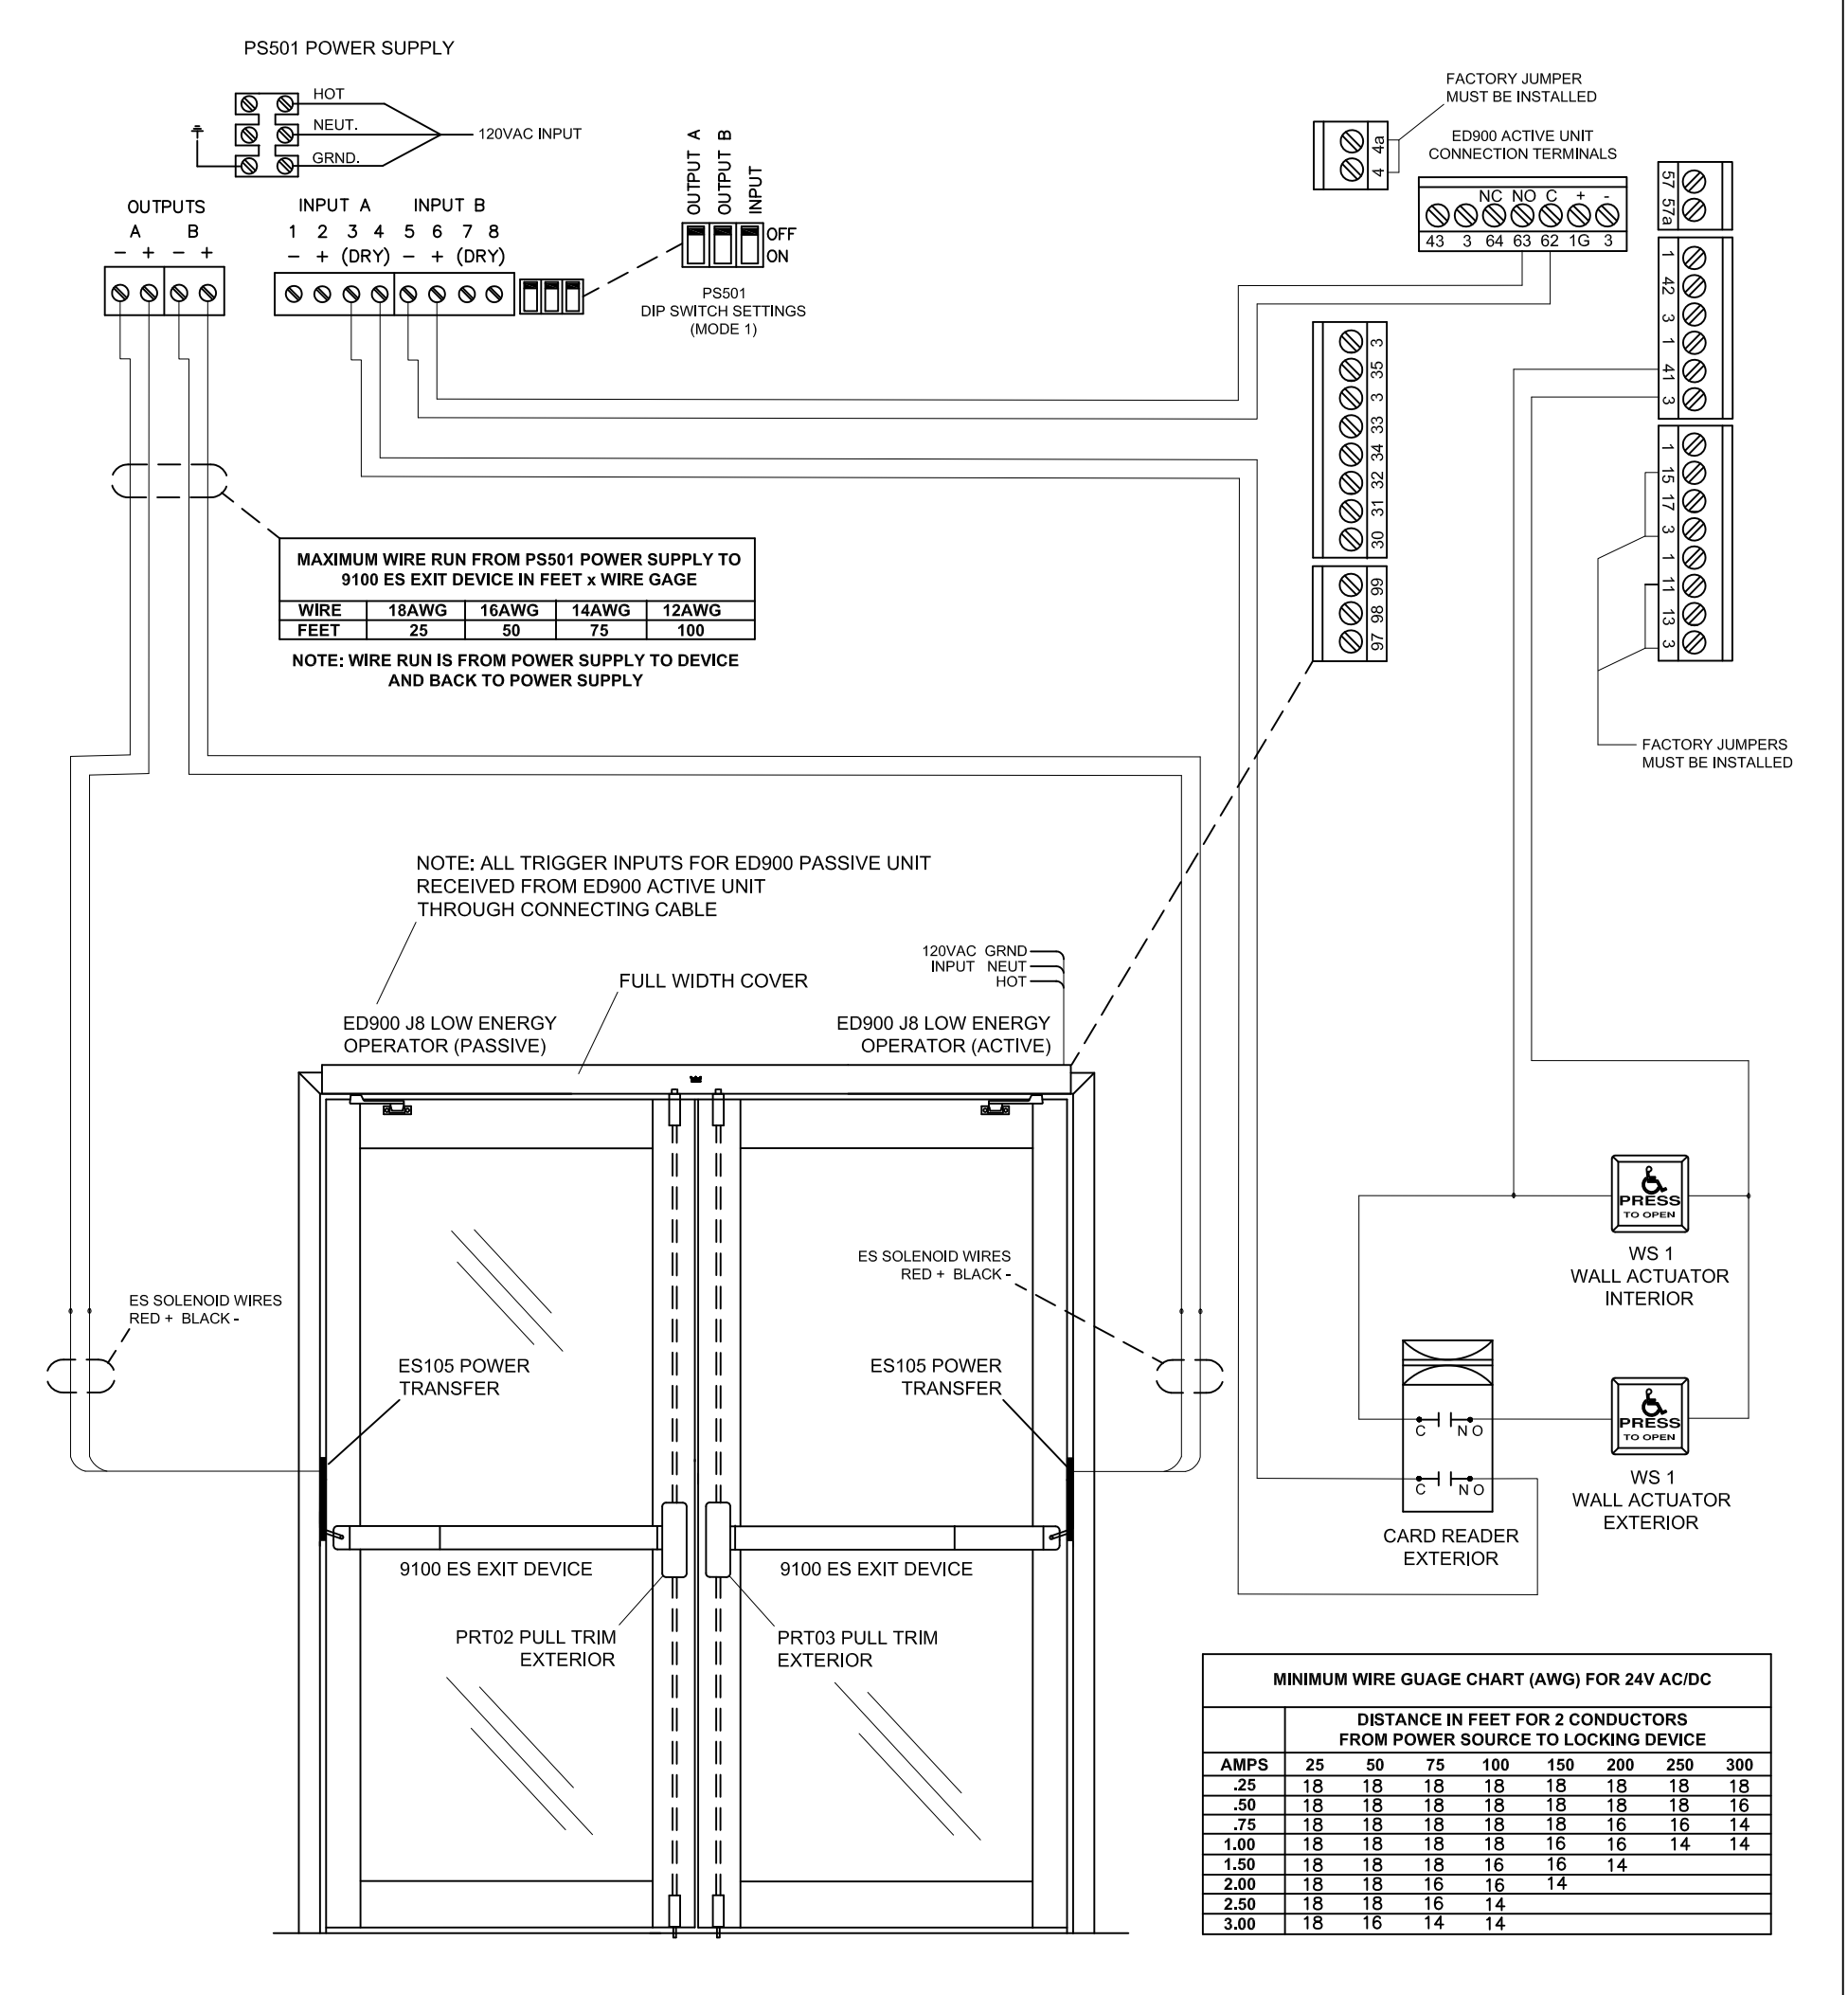 PS501 POWER SUPPLY
HOT
NEUT.
GRND.
120VAC INPUT
OUTPUTS
A B
– + – +
INPUT A INPUT B
1 2 3 4 5 6 7 8
– + (DRY) – + (DRY)
OUTPUT A
OUTPUT B
INPUT
OFF
ON
PS501
DIP SWITCH SETTINGS
(MODE 1)
FACTORY JUMPER
MUST BE INSTALLED
4a
4
ED900 ACTIVE UNIT
CONNECTION TERMINALS
NC NO C + -
43 3 64 63 62 1G 3
57 57a
1 42 3 1 41 3
1 15 17 3 1 11 13 3
3 35 3 33 34 32 31 30
99 98 97
FACTORY JUMPERS
MUST BE INSTALLED
MAXIMUM WIRE RUN FROM PS501 POWER SUPPLY TO
9100 ES EXIT DEVICE IN FEET x WIRE GAGE
WIRE 18AWG 16AWG 14AWG 12AWG
FEET 25 50 75 100
NOTE: WIRE RUN IS FROM POWER SUPPLY TO DEVICE
AND BACK TO POWER SUPPLY
NOTE: ALL TRIGGER INPUTS FOR ED900 PASSIVE UNIT
RECEIVED FROM ED900 ACTIVE UNIT
THROUGH CONNECTING CABLE
120VAC GRND
INPUT NEUT
HOT
FULL WIDTH COVER
ED900 J8 LOW ENERGY
OPERATOR (PASSIVE)
ED900 J8 LOW ENERGY
OPERATOR (ACTIVE)
ES SOLENOID WIRES
RED + BLACK -
ES SOLENOID WIRES
RED + BLACK -
ES105 POWER
TRANSFER
ES105 POWER
TRANSFER
9100 ES EXIT DEVICE
9100 ES EXIT DEVICE
PRT02 PULL TRIM
EXTERIOR
PRT03 PULL TRIM
EXTERIOR
PRESS
TO OPEN
WS 1
WALL ACTUATOR
INTERIOR
PRESS
TO OPEN
WS 1
WALL ACTUATOR
EXTERIOR
C N O
C N O
CARD READER
EXTERIOR
MINIMUM WIRE GUAGE CHART (AWG) FOR 24V AC/DC
DISTANCE IN FEET FOR 2 CONDUCTORS
FROM POWER SOURCE TO LOCKING DEVICE
AMPS 25 50 75 100 150 200 250 300
.25 18 18 18 18 18 18 18 18
.50 18 18 18 18 18 18 18 16
.75 18 18 18 18 18 16 16 14
1.00 18 18 18 18 16 16 14 14
1.50 18 18 18 16 16 14
2.00 18 18 16 16 14
2.50 18 18 16 14
3.00 18 16 14 14